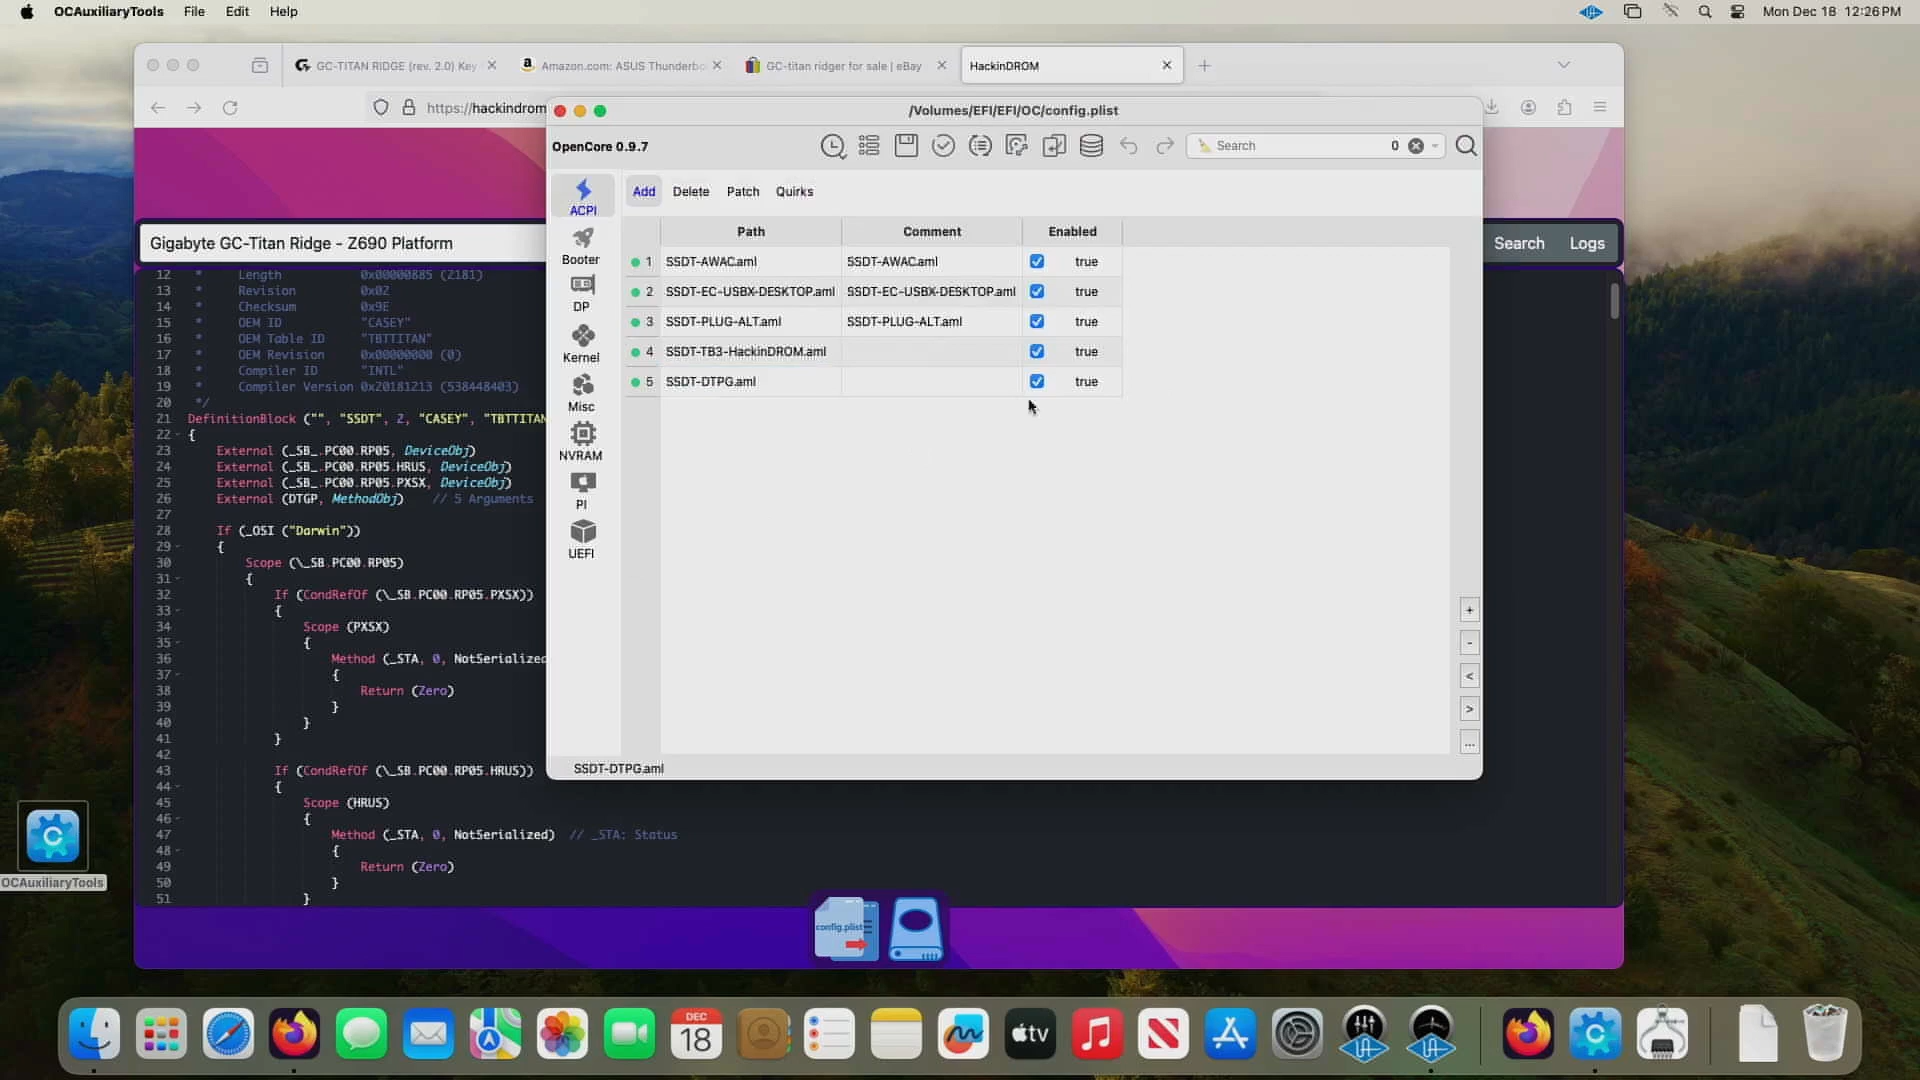 OCAuxiliaryTools File Edit Help
Mon Dec 18 12:26 PM
GC-TITAN RIDGE (rev. 2.0) Key
Amazon.com: ASUS Thunderbo
GC-titan ridger for sale | eBay
HackinDROM
https://hackindrom
/Volumes/EFI/EFI/OC/config.plist
OpenCore 0.9.7
Search 0
ACPI
Booter
DP
Kernel
Misc
NVRAM
PI
UEFI
Add Delete Patch Quirks
Path Comment Enabled
1 SSDT-AWAC.aml SSDT-AWAC.aml true
2 SSDT-EC-USBX-DESKTOP.aml SSDT-EC-USBX-DESKTOP.aml true
3 SSDT-PLUG-ALT.aml SSDT-PLUG-ALT.aml true
4 SSDT-TB3-HackinDROM.aml true
5 SSDT-DTPG.aml true
+
-
<
>
...
SSDT-DTPG.aml
Gigabyte GC-Titan Ridge - Z690 Platform
Search Logs
12 * Length 0x00000885 (2181)
13 * Revision 0x02
14 * Checksum 0x9E
15 * OEM ID "CASEY"
16 * OEM Table ID "TBTTITAN"
17 * OEM Revision 0x00000000 (0)
18 * Compiler ID "INTL"
19 * Compiler Version 0x20181213 (538448403)
20 */
21 DefinitionBlock ("", "SSDT", 2, "CASEY", "TBTTITAN
22 {
23 External (_SB_.PC00.RP05, DeviceObj)
24 External (_SB_.PC00.RP05.HRUS, DeviceObj)
25 External (_SB_.PC00.RP05.PXSX, DeviceObj)
26 External (DTGP, MethodObj) // 5 Arguments
27
28 If (_OSI ("Darwin"))
29 {
30 Scope (\_SB.PC00.RP05)
31 {
32 If (CondRefOf (\_SB.PC00.RP05.PXSX))
33 {
34 Scope (PXSX)
35 {
36 Method (_STA, 0, NotSerialized
37 {
38 Return (Zero)
39 }
40 }
41 }
42
43 If (CondRefOf (\_SB.PC00.RP05.HRUS))
44 {
45 Scope (HRUS)
46 {
47 Method (_STA, 0, NotSerialized) // _STA: Status
48 {
49 Return (Zero)
50 }
51 }
config.plist
OCAuxiliaryTools
DEC
18
tv